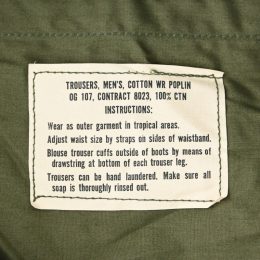 TROUSERS, MEN'S, COTTON WR POPLIN
OG 107, CONTRACT 8023, 100% CTN
INSTRUCTIONS:
Wear as outer garment in tropical areas.
Adjust waist size by straps on sides of waistband.
Blouse trouser cuffs outside of boots by means of
drawstring at bottom of each trouser leg.
Trousers can be hand laundered. Make sure all
soap is thoroughly rinsed out.